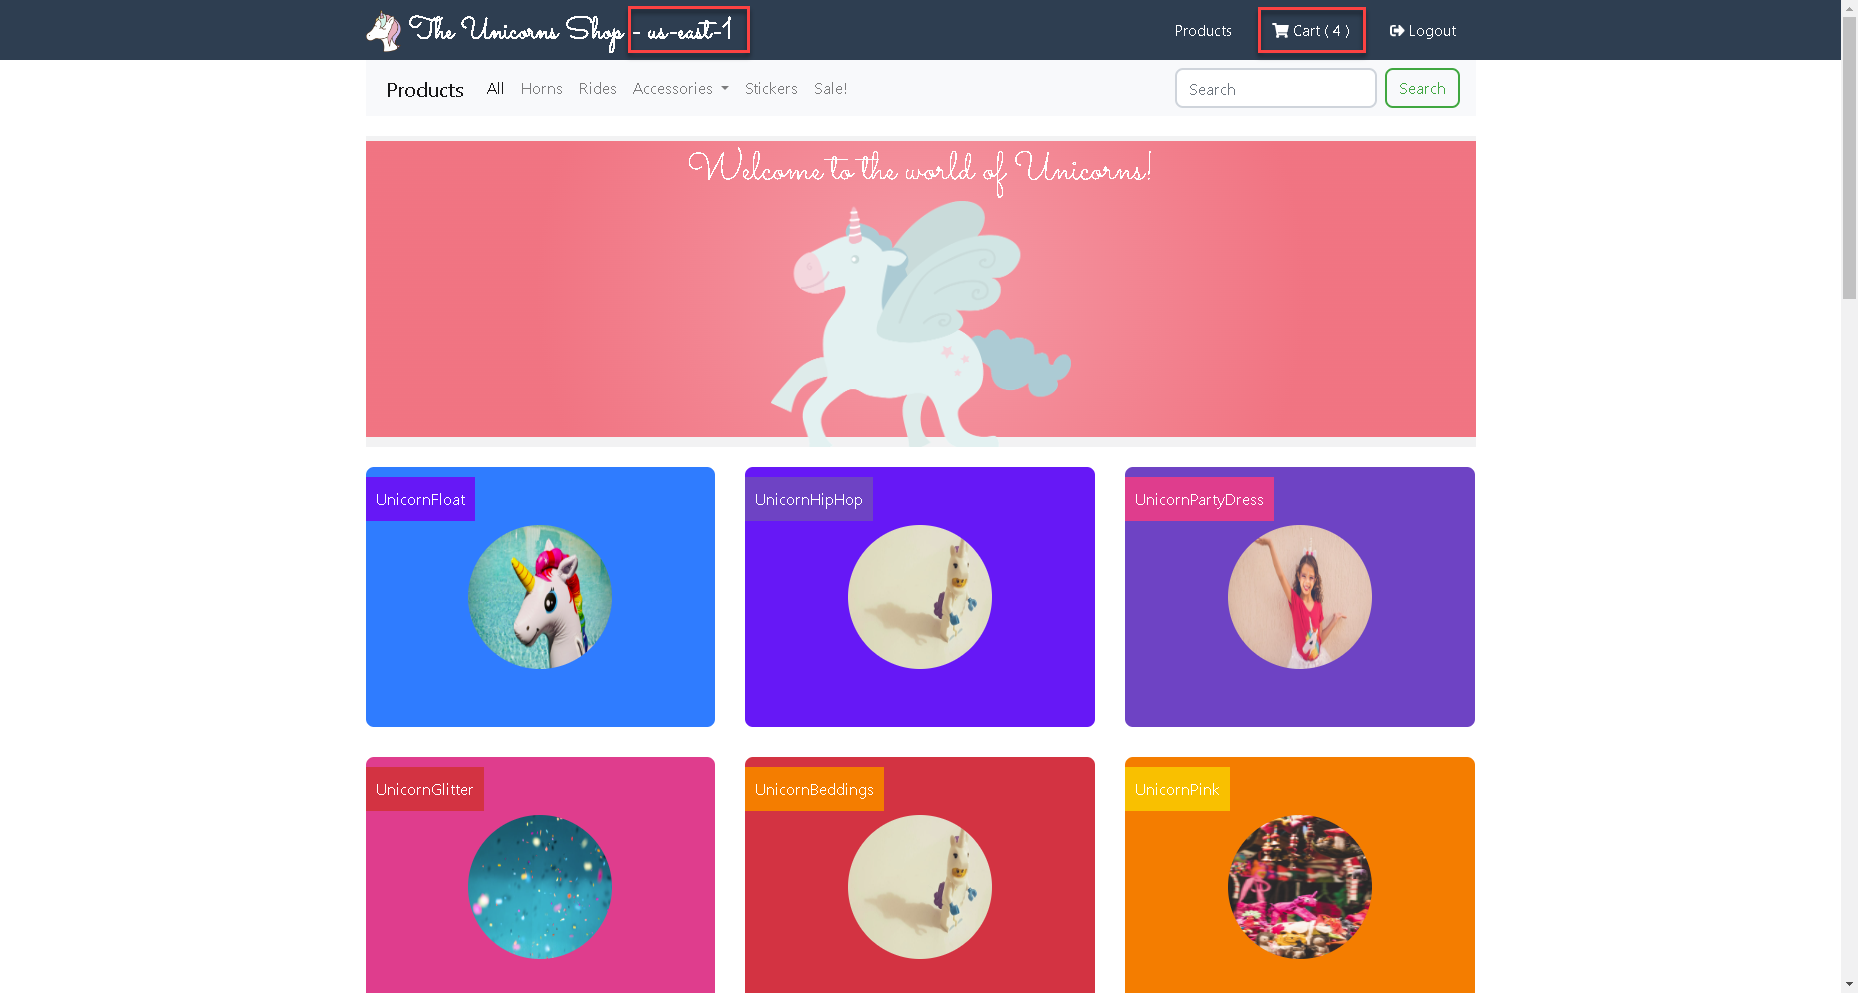 The Unicorns Shop - us-east-1
Products
Cart ( 4 )
Logout
Products
All
Horns
Rides
Accessories
Stickers
Sale!
Search
Search
Welcome to the world of Unicorns!
UnicornFloat
UnicornHipHop
UnicornPartyDress
UnicornGlitter
UnicornBeddings
UnicornPink